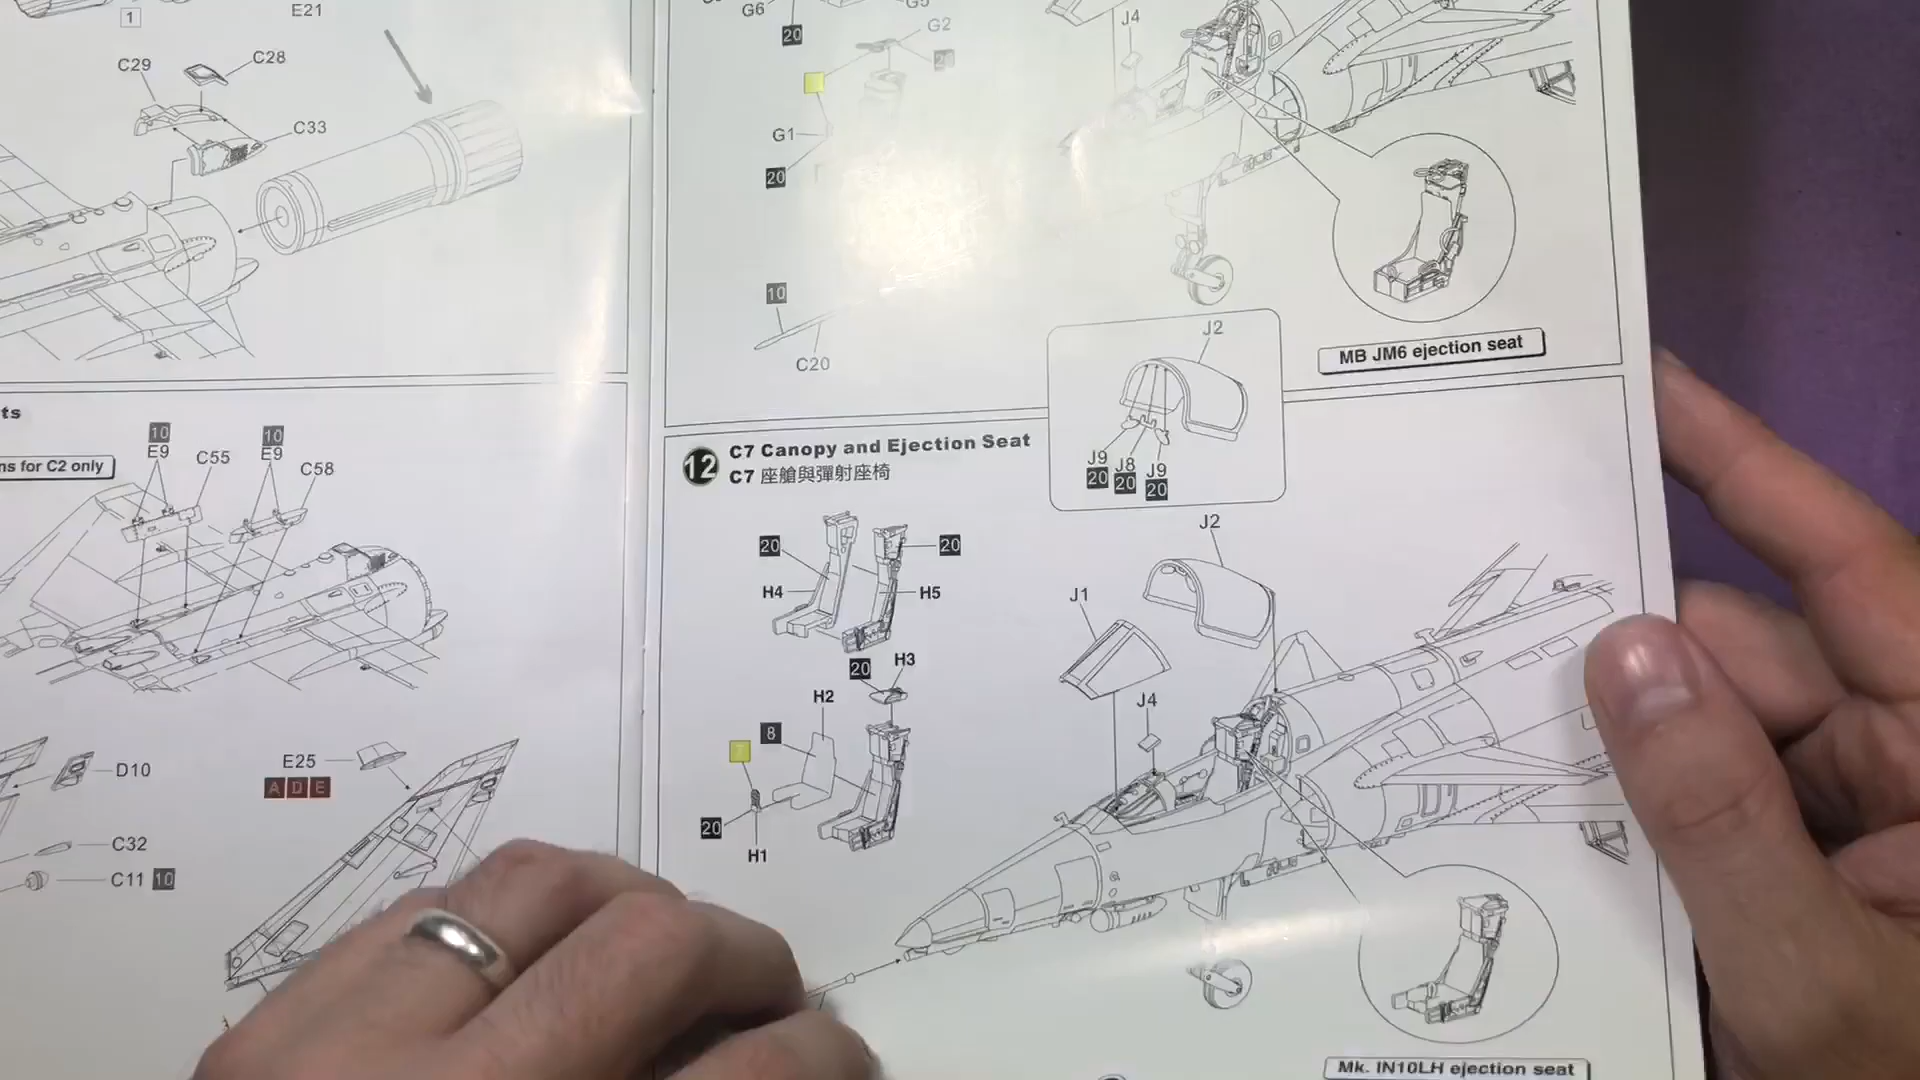 1
E21
C29
C28
C33
ts
10
E9
10
E9
C55
C58
ns for C2 only
D10
E25
A D E
C32
C11 10
G6
G5
20
J4
G2
G1
20
10
C20
MB JM6 ejection seat
J2
J9
J8
J9
20
20
20
12 C7 Canopy and Ejection Seat
C7 座艙與彈射座椅
20
20
H4
H5
20
H3
H2
8
7
20
H1
J2
J1
J4
Mk. IN10LH ejection seat